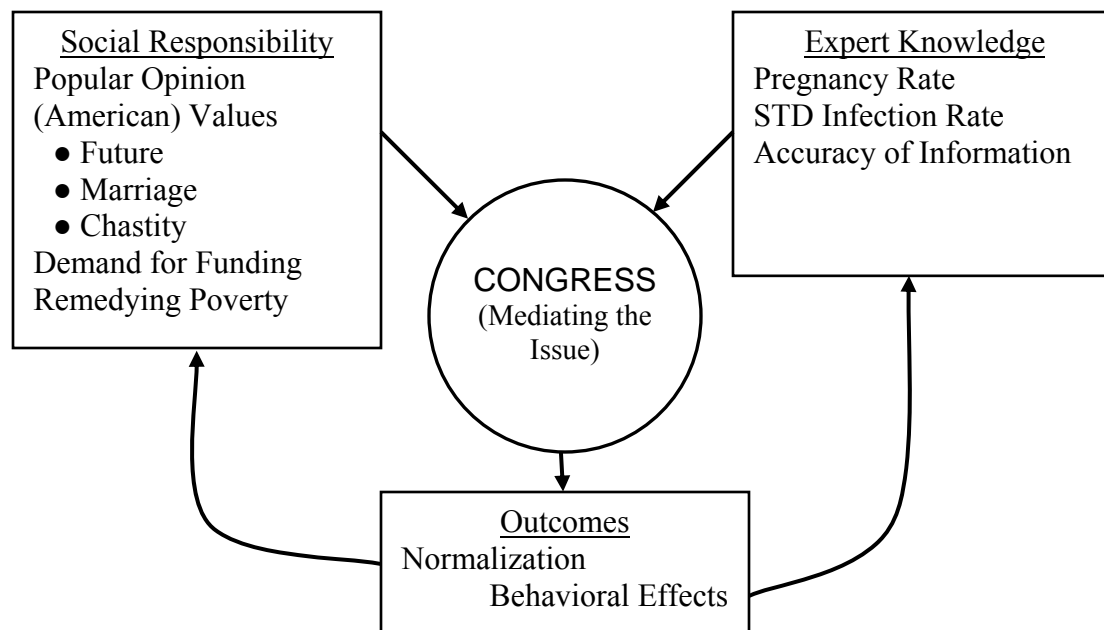 Social Responsibility
Popular Opinion
(American) Values
● Future
● Marriage
● Chastity
Demand for Funding
Remedying Poverty
Expert Knowledge
Pregnancy Rate
STD Infection Rate
Accuracy of Information
CONGRESS
(Mediating the
Issue)
Outcomes
Normalization
Behavioral Effects